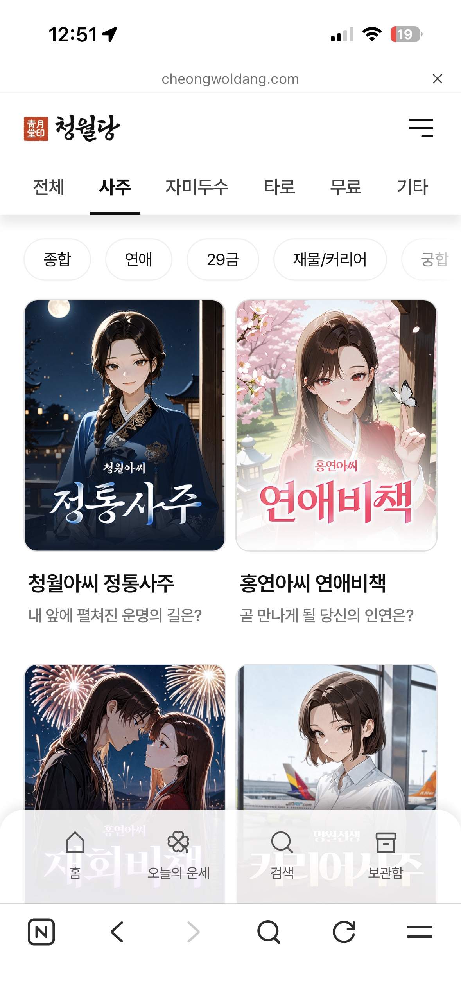 12:51
19
cheongwoldang.com
靑月堂印 청월당
전체 사주 자미두수 타로 무료 기타
종합 연애 29금 재물/커리어 궁합
청월아씨
정통사주
홍연아씨
연애비책
청월아씨 정통사주
내 앞에 펼쳐진 운명의 길은?
홍연아씨 연애비책
곧 만나게 될 당신의 인연은?
JINAIR.com
JEJUair
홍연아씨
재회비책
명월선생
커리어사주
홈 오늘의 운세 검색 보관함
N